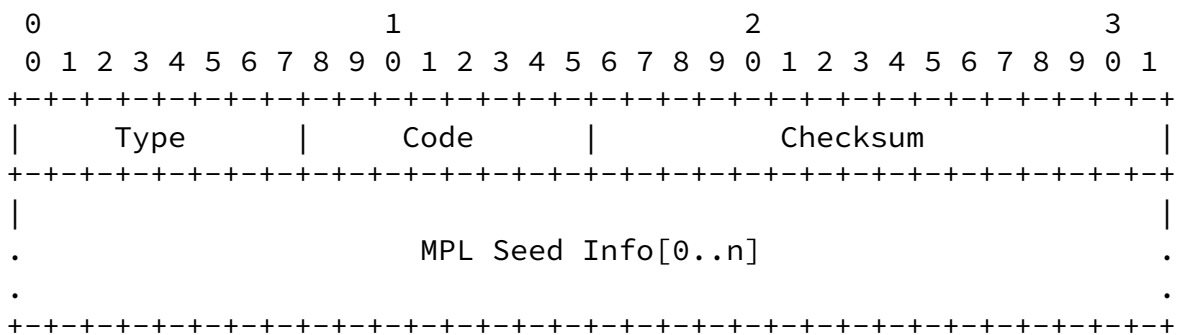 0                   1                   2                   3
 0 1 2 3 4 5 6 7 8 9 0 1 2 3 4 5 6 7 8 9 0 1 2 3 4 5 6 7 8 9 0 1
+-+-+-+-+-+-+-+-+-+-+-+-+-+-+-+-+-+-+-+-+-+-+-+-+-+-+-+-+-+-+-+-+
|     Type      |     Code      |          Checksum             |
+-+-+-+-+-+-+-+-+-+-+-+-+-+-+-+-+-+-+-+-+-+-+-+-+-+-+-+-+-+-+-+-+
|                                                               |
.                      MPL Seed Info[0..n]                      .
.                                                               .
+-+-+-+-+-+-+-+-+-+-+-+-+-+-+-+-+-+-+-+-+-+-+-+-+-+-+-+-+-+-+-+-+